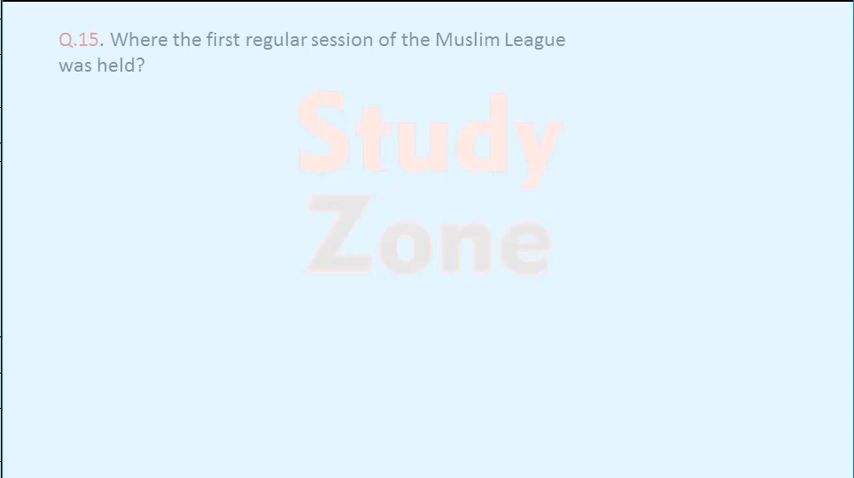 Q.15. Where the first regular session of the Muslim League
was held?
Study
Zone